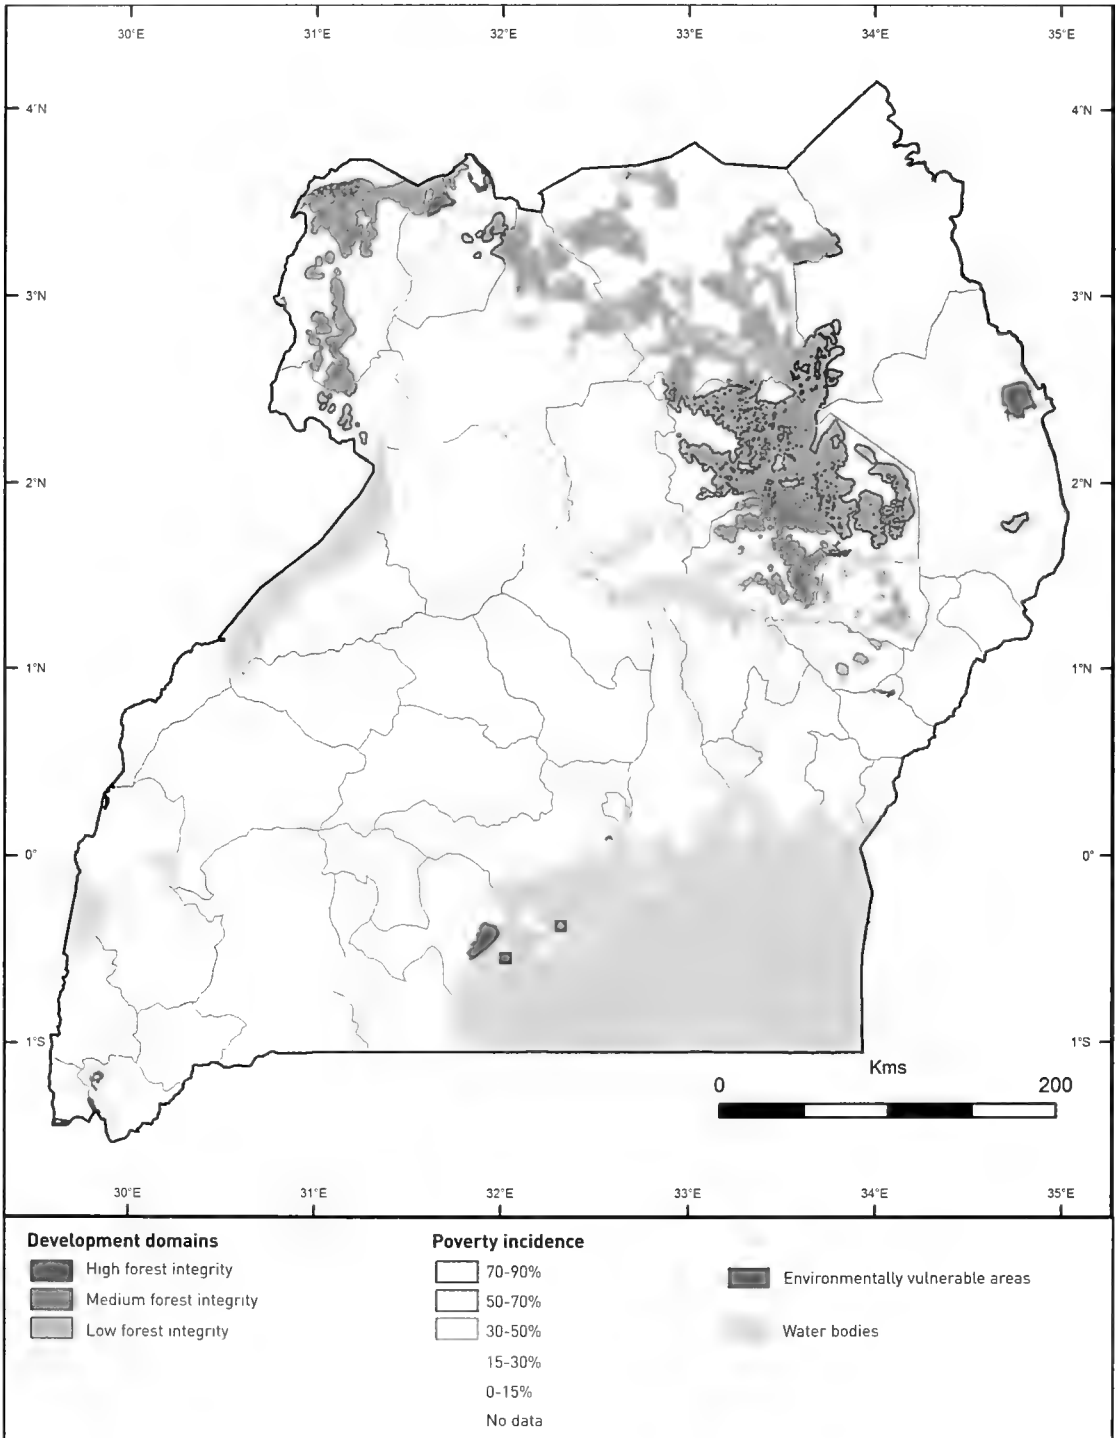 30°E 31°E 32°E 33°E 34°E 35°E
4°N 4°N
3°N 3°N
2°N 2°N
1°N 1°N
0° 0°
1°S 1°S
Kms
0 200
30°E 31°E 32°E 33°E 34°E 35°E
Development domains
High forest integrity
Medium forest integrity
Low forest integrity
Poverty incidence
70-90%
50-70%
30-50%
15-30%
0-15%
No data
Environmentally vulnerable areas
Water bodies